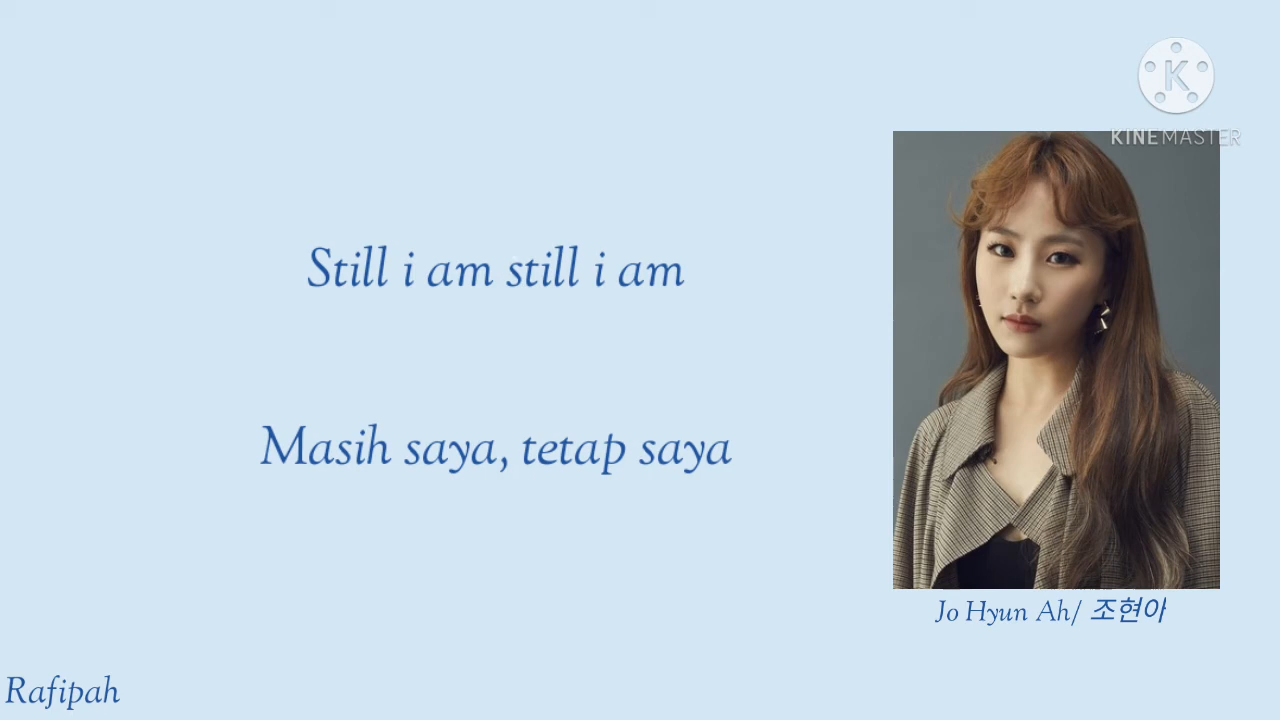 KINEMASTER
Still i am still i am
Masih saya, tetap saya
Jo Hyun Ah/ 조현아
Rafipah